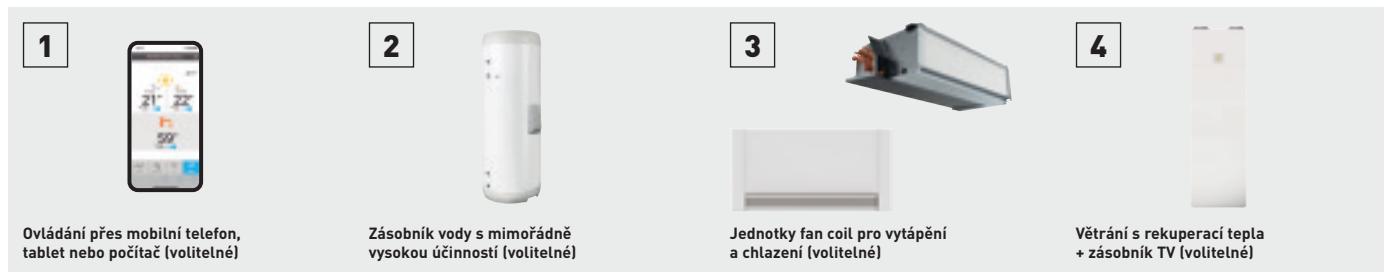 1
2
3
4
21°
22°
59°
Ovládání přes mobilní telefon,
tablet nebo počítač (volitelné)
Zásobník vody s mimořádně
vysokou účinností (volitelné)
Jednotky fan coil pro vytápění
a chlazení (volitelné)
Větrání s rekuperací tepla
+ zásobník TV (volitelné)